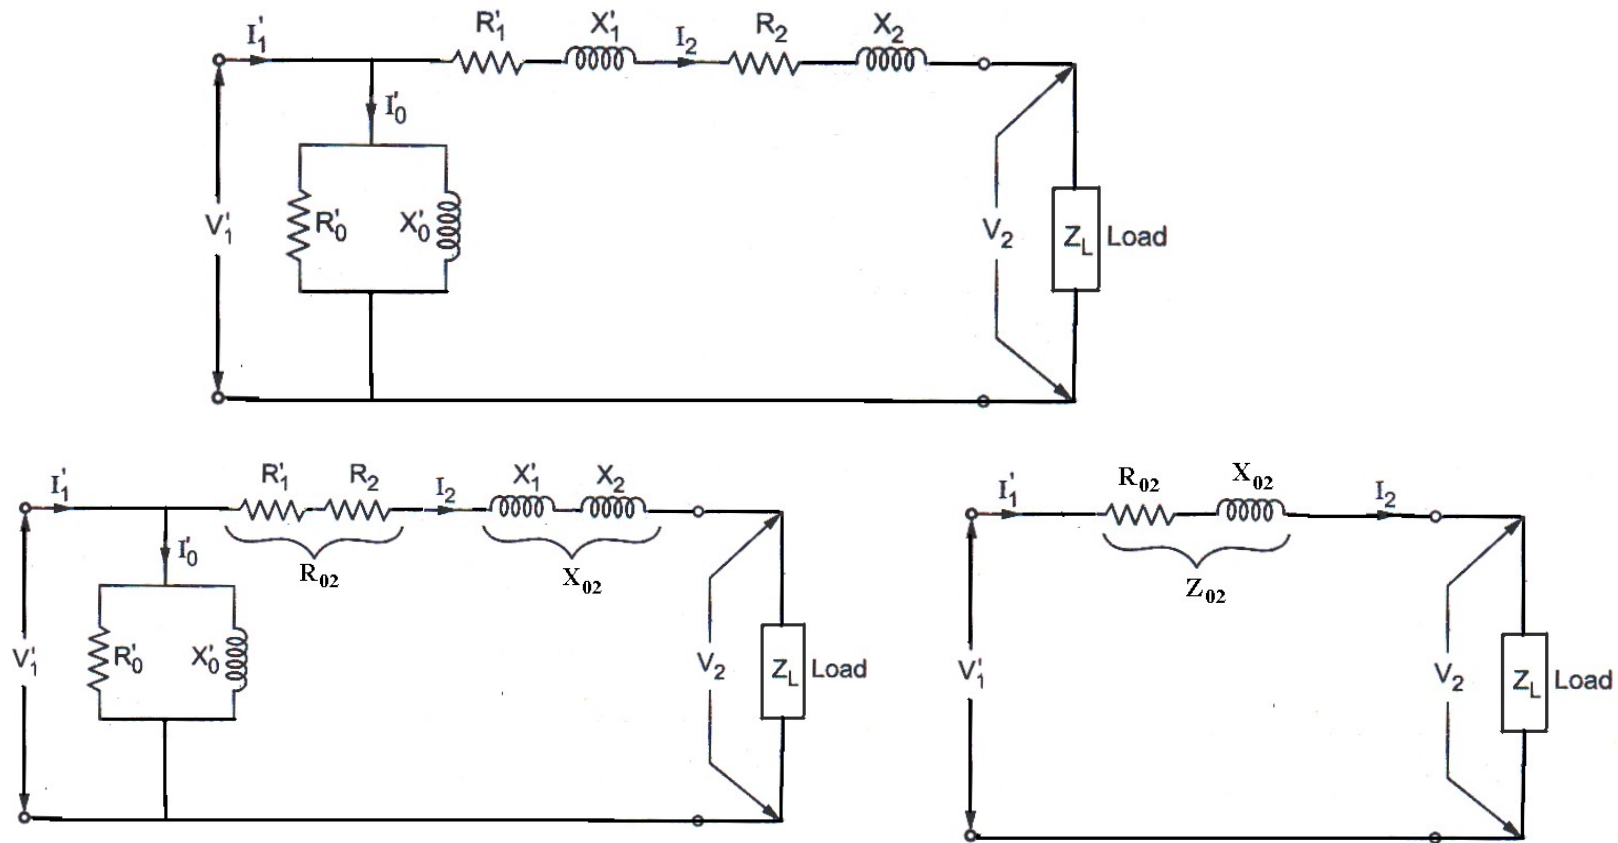 I'1 R'1 X'1 I2 R2 X2
I'0
V'1 R'0 X'0 V2 ZL Load
I'1 R'1 R2 I2 X'1 X2
I'0 R02 X02
V'1 R'0 X'0 V2 ZL Load
I'1 R02 X02 I2
Z02
V'1 V2 ZL Load